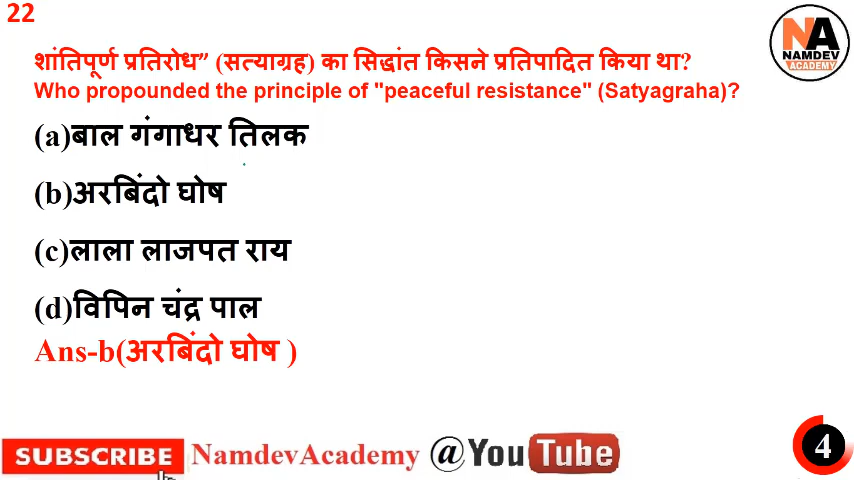 22
NA
NAMDEV
ACADEMY
शांतिपूर्ण प्रतिरोध” (सत्याग्रह) का सिद्धांत किसने प्रतिपादित किया था?
Who propounded the principle of "peaceful resistance" (Satyagraha)?
(a)बाल गंगाधर तिलक
(b)अरबिंदो घोष
(c)लाला लाजपत राय
(d)विपिन चंद्र पाल
Ans-b(अरबिंदो घोष )
SUBSCRIBE NamdevAcademy @YouTube
4